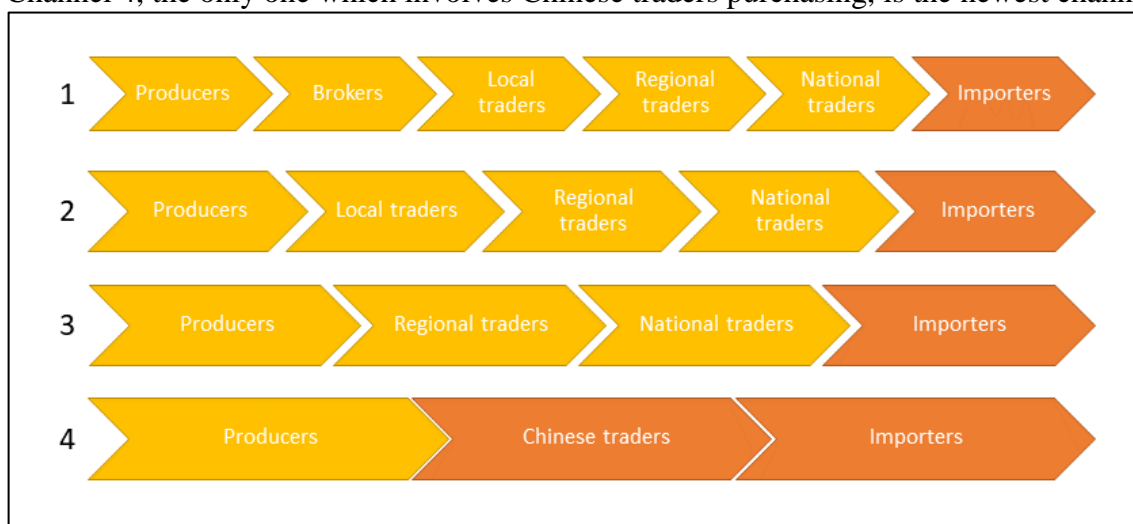 Channel 4, the only one which involves Chinese traders purchasing, is the newest
1
Producers
Brokers
Local
traders
Regional
traders
National
traders
Importers
2
Producers
Local traders
Regional
traders
National
traders
Importers
3
Producers
Regional traders
National traders
Importers
4
Producers
Chinese traders
Importers